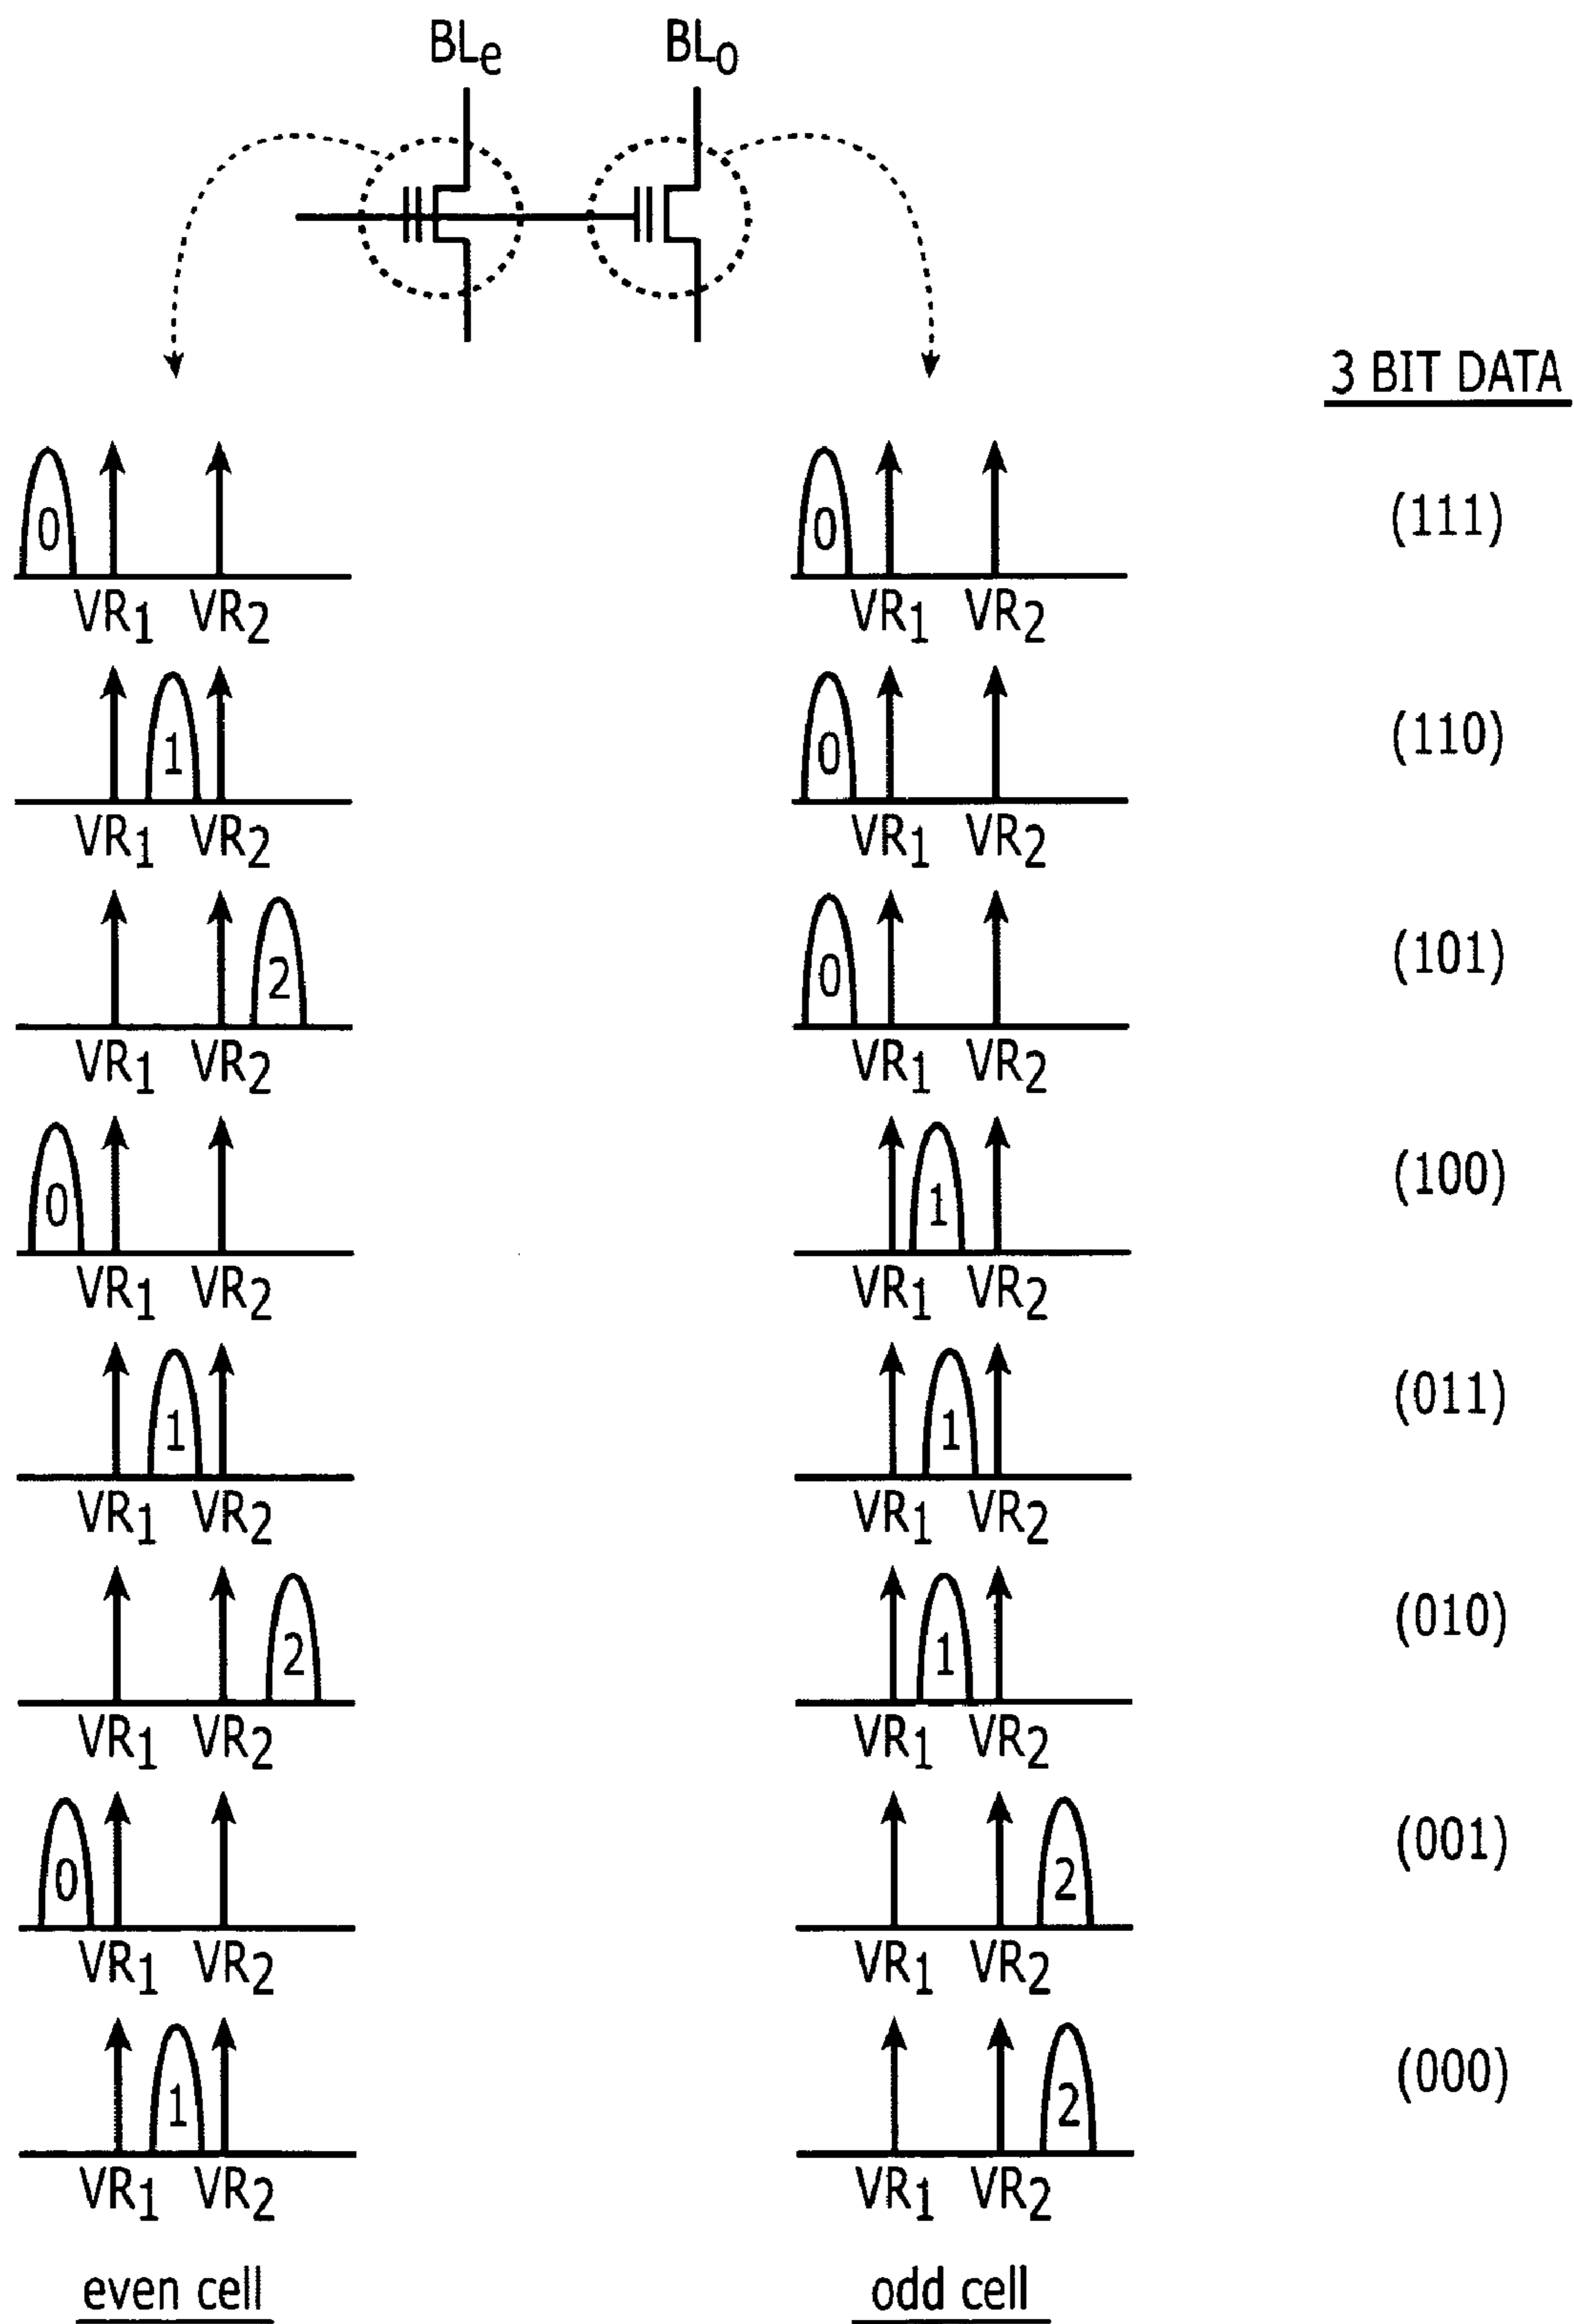 BLe BLo
3 BIT DATA
0 0 (111)
VR1 VR2 VR1 VR2
1 0 (110)
VR1 VR2 VR1 VR2
2 0 (101)
VR1 VR2 VR1 VR2
0 1 (100)
VR1 VR2 VR1 VR2
1 1 (011)
VR1 VR2 VR1 VR2
2 1 (010)
VR1 VR2 VR1 VR2
0 2 (001)
VR1 VR2 VR1 VR2
1 2 (000)
VR1 VR2 VR1 VR2
even cell odd cell